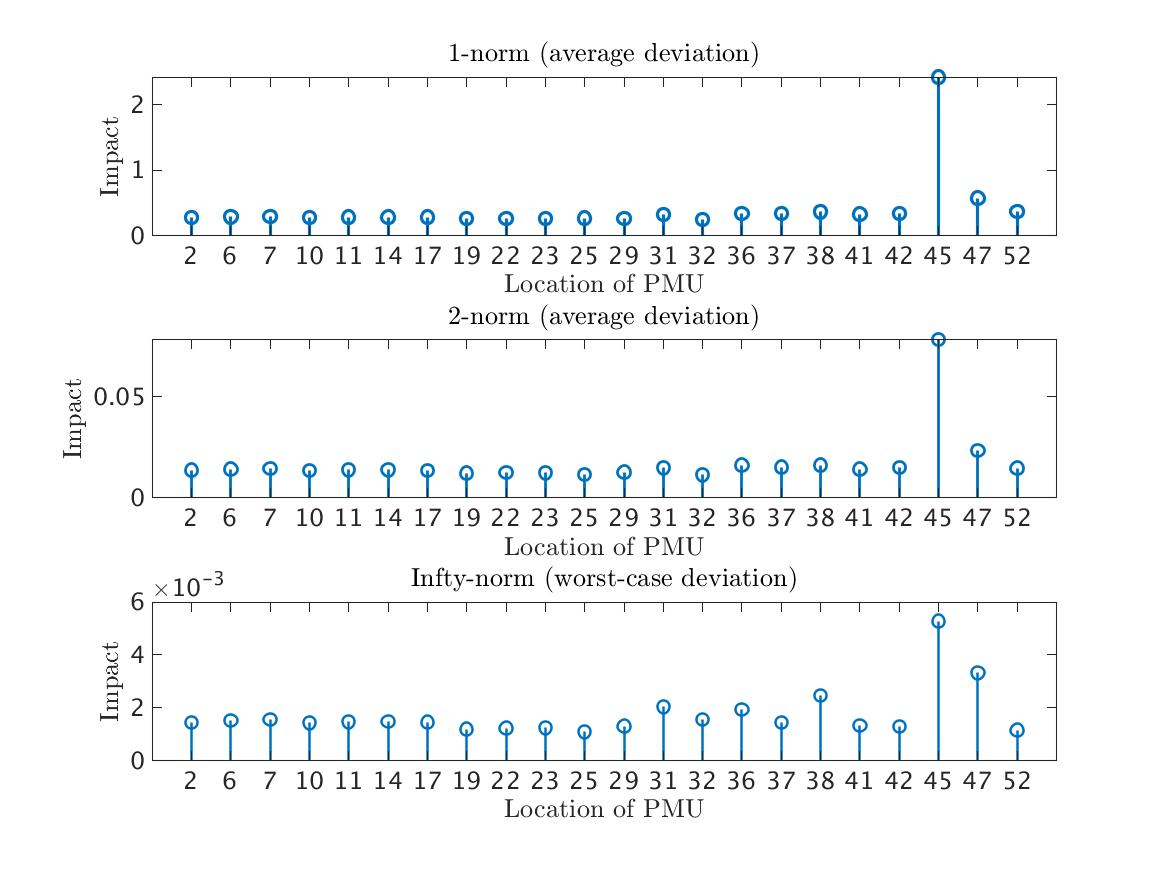 1-norm (average deviation)
2
1
0
Impact
2 6 7 10 11 14 17 19 22 23 25 29 31 32 36 37 38 41 42 45 47 52
Location of PMU
2-norm (average deviation)
0.05
0
Impact
2 6 7 10 11 14 17 19 22 23 25 29 31 32 36 37 38 41 42 45 47 52
Location of PMU
Infty-norm (worst-case deviation)
×10⁻³
6
4
2
0
Impact
2 6 7 10 11 14 17 19 22 23 25 29 31 32 36 37 38 41 42 45 47 52
Location of PMU